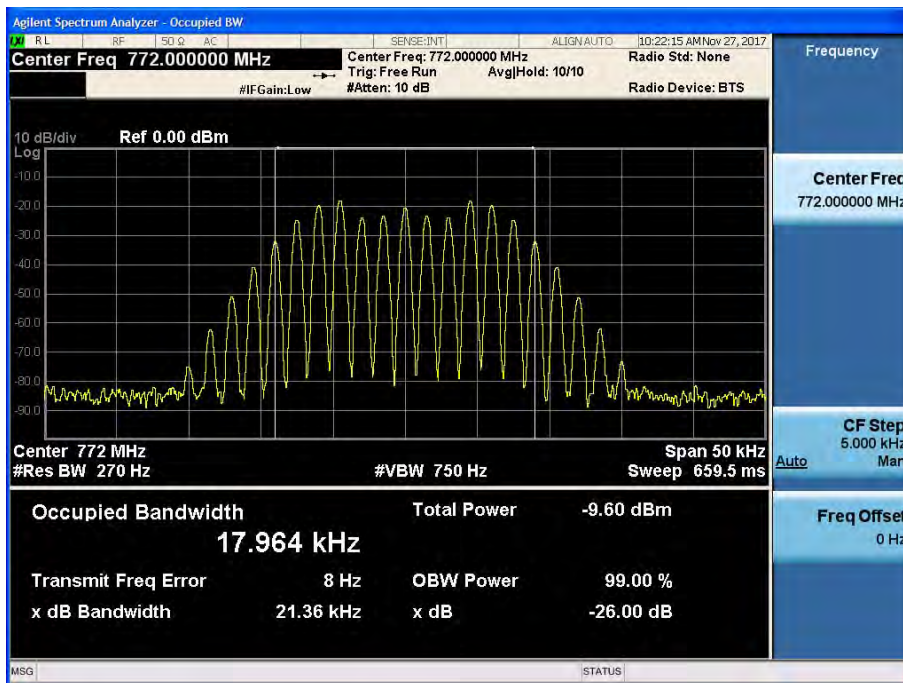 Agilent Spectrum Analyzer - Occupied BW
LXI RL RF 50 Ω AC SENSE:INT ALIGN AUTO 10:22:15 AM Nov 27, 2017
Center Freq 772.000000 MHz
Center Freq: 772.000000 MHz
Radio Std: None
Trig: Free Run Avg|Hold: 10/10
#IFGain:Low
#Atten: 10 dB
Radio Device: BTS
10 dB/div Ref 0.00 dBm
Log
-10.0
-20.0
-30.0
-40.0
-50.0
-60.0
-70.0
-80.0
-90.0
Center 772 MHz Span 50 kHz
#Res BW 270 Hz #VBW 750 Hz Sweep 659.5 ms
Occupied Bandwidth Total Power -9.60 dBm
17.964 kHz
Transmit Freq Error 8 Hz OBW Power 99.00 %
x dB Bandwidth 21.36 kHz x dB -26.00 dB
MSG STATUS
Frequency
Center Freq
772.000000 MHz
CF Step
5.000 kHz
Auto Man
Freq Offset
0 Hz